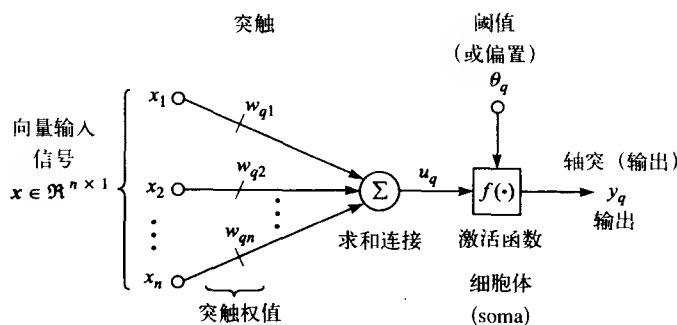 突触
阈值
(或偏置)
θ_q
向量输入
信号
x ∈ ℜ^{n × 1}
x_1
w_{q1}
x_2
w_{q2}
x_n
w_{qn}
突触权值
Σ
求和连接
u_q
f(·)
激活函数
细胞体
(soma)
轴突（输出）
y_q
输出